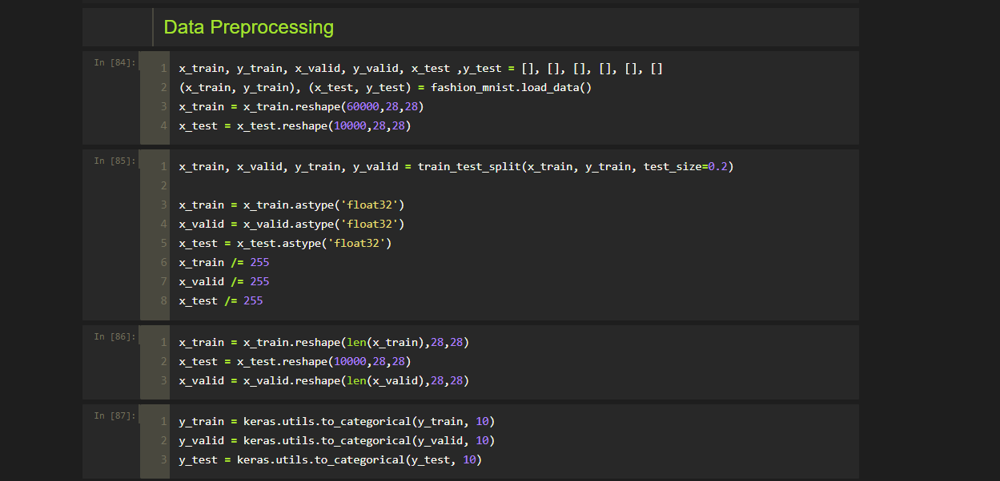 Data Preprocessing
In [84]:
1 x_train, y_train, x_valid, y_valid, x_test ,y_test = [], [], [], [], [], []
2 (x_train, y_train), (x_test, y_test) = fashion_mnist.load_data()
3 x_train = x_train.reshape(60000,28,28)
4 x_test = x_test.reshape(10000,28,28)
In [85]:
1 x_train, x_valid, y_train, y_valid = train_test_split(x_train, y_train, test_size=0.2)
2
3 x_train = x_train.astype('float32')
4 x_valid = x_valid.astype('float32')
5 x_test = x_test.astype('float32')
6 x_train /= 255
7 x_valid /= 255
8 x_test /= 255
In [86]:
1 x_train = x_train.reshape(len(x_train),28,28)
2 x_test = x_test.reshape(10000,28,28)
3 x_valid = x_valid.reshape(len(x_valid),28,28)
In [87]:
1 y_train = keras.utils.to_categorical(y_train, 10)
2 y_valid = keras.utils.to_categorical(y_valid, 10)
3 y_test = keras.utils.to_categorical(y_test, 10)